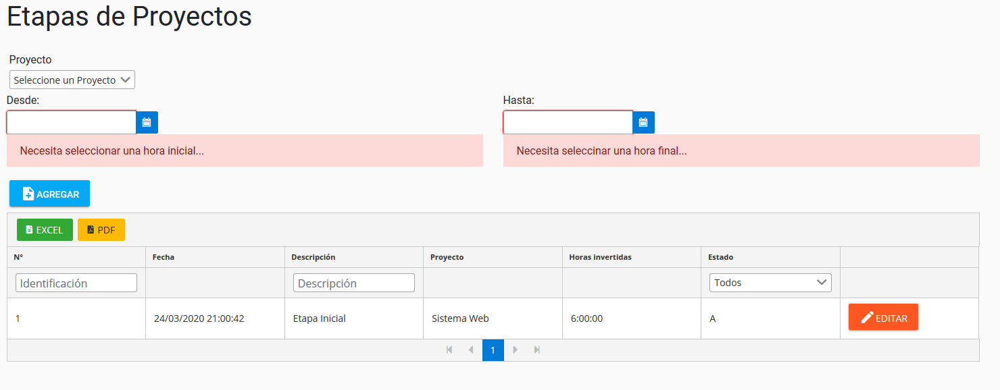 Etapas de Proyectos
Proyecto
Seleccione un Proyecto
Desde:
Hasta:
Necesita seleccionar una hora inicial...
Necesita seleccinar una hora final...
AGREGAR
EXCEL PDF
N° Fecha Descripción Proyecto Horas invertidas Estado
Identificación Descripción Todos
1 24/03/2020 21:00:42 Etapa Inicial Sistema Web 6:00:00 A EDITAR
1